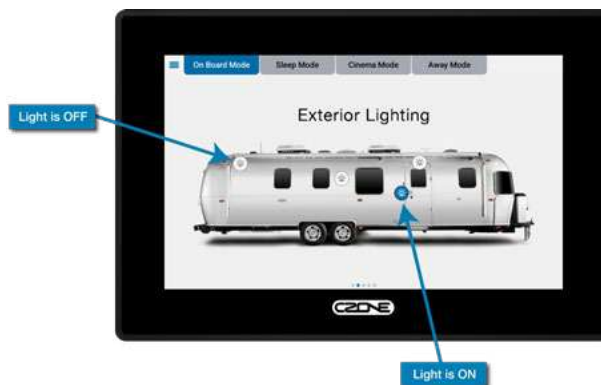 On Board Mode
Sleep Mode
Cinema Mode
Away Mode
Light is OFF
Exterior Lighting
CZONE
Light is ON